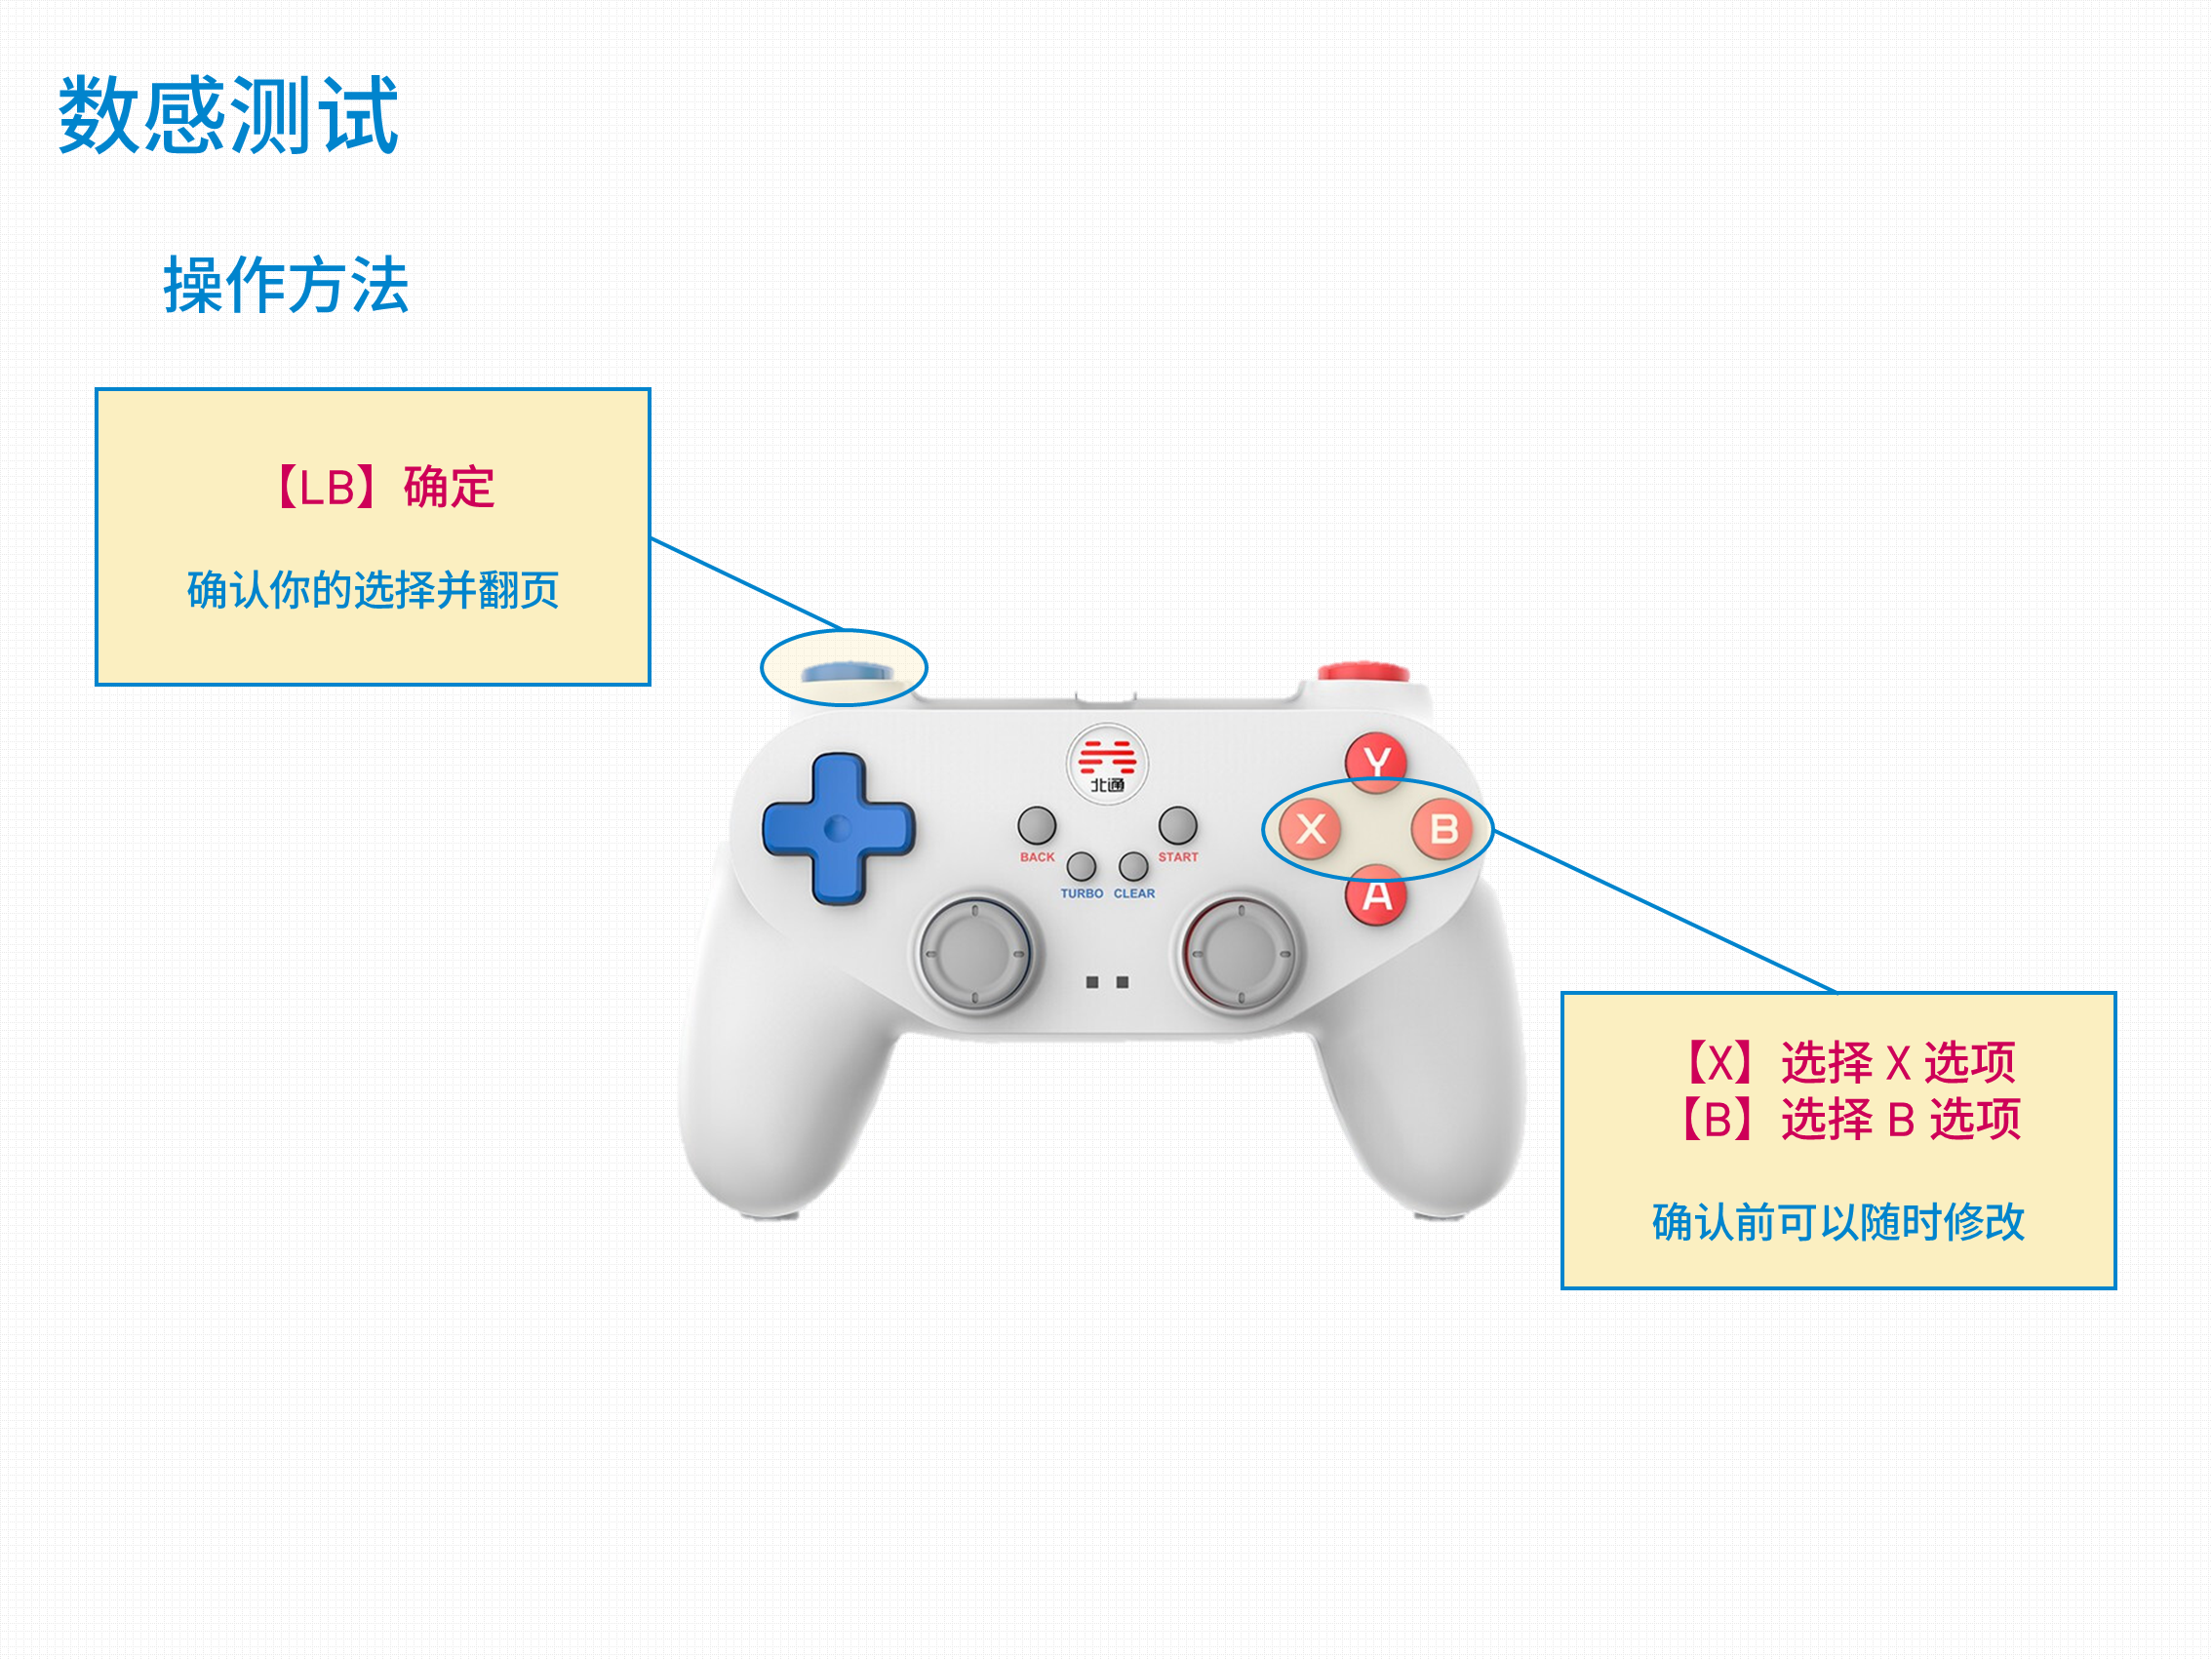 数感测试
操作方法
【LB】确定
确认你的选择并翻页
北通
Y
X
B
A
BACK
START
TURBO
CLEAR
【X】选择 X 选项
【B】选择 B 选项
确认前可以随时修改